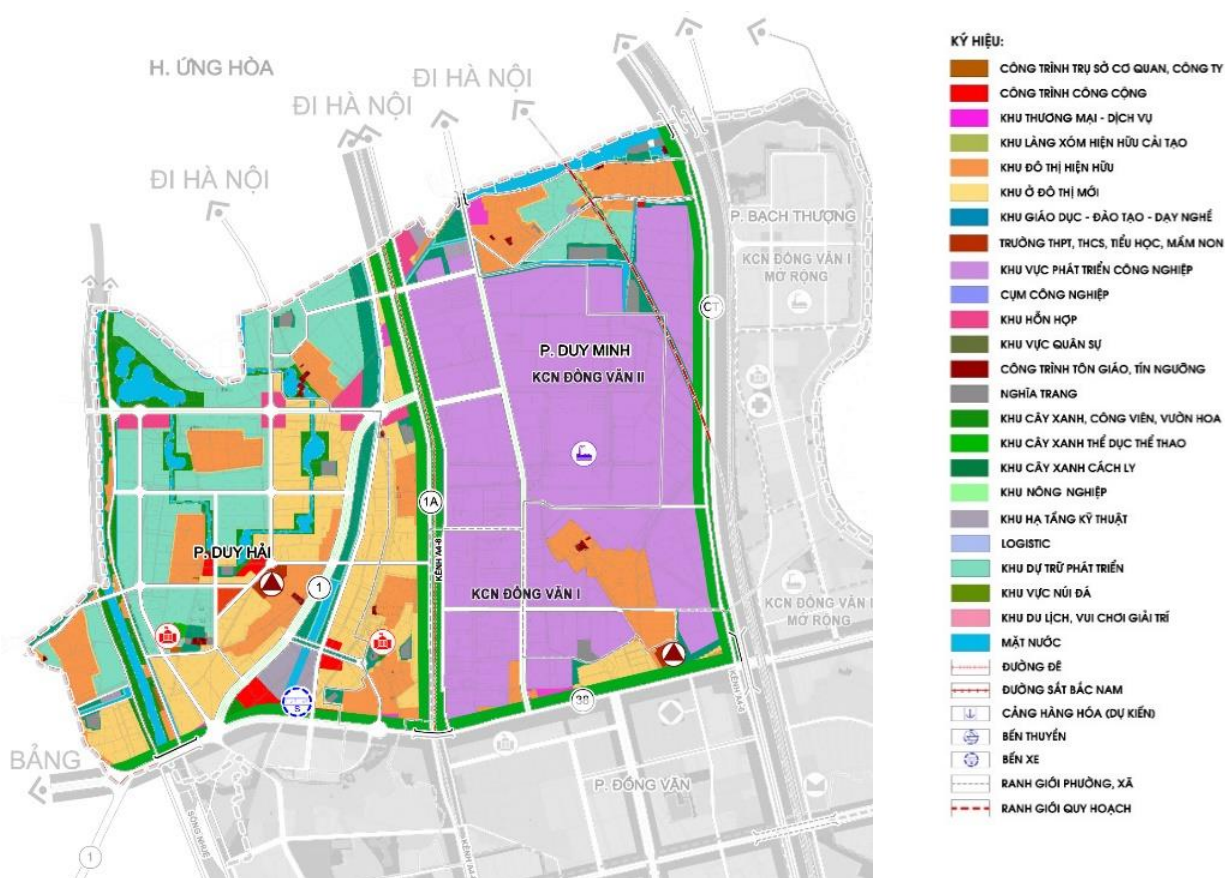 H. ỨNG HÒA
ĐI HÀ NỘI
ĐI HÀ NỘI
ĐI HÀ NỘI
P. BẠCH THƯỢNG
KCN ĐỒNG VĂN I
MỞ RỘNG
CT
P. DUY MINH
KCN ĐỒNG VĂN II
1A
KÊNH A4-8
P. DUY HẢI
1
KCN ĐỒNG VĂN I
KCN ĐỒNG VĂN I
MỞ RỘNG
38
BẢNG
P. ĐỒNG VĂN
SÔNG NHUỆ
1
KÝ HIỆU:
CÔNG TRÌNH TRỤ SỞ CƠ QUAN, CÔNG TY
CÔNG TRÌNH CÔNG CỘNG
KHU THƯƠNG MẠI - DỊCH VỤ
KHU LÀNG XÓM HIỆN HỮU CẢI TẠO
KHU ĐÔ THỊ HIỆN HỮU
KHU Ở ĐÔ THỊ MỚI
KHU GIÁO DỤC - ĐÀO TẠO - DẠY NGHỀ
TRƯỜNG THPT, THCS, TIỂU HỌC, MẦM NON
KHU VỰC PHÁT TRIỂN CÔNG NGHIỆP
CỤM CÔNG NGHIỆP
KHU HỖN HỢP
KHU VỰC QUÂN SỰ
CÔNG TRÌNH TÔN GIÁO, TÍN NGƯỠNG
NGHĨA TRANG
KHU CÂY XANH, CÔNG VIÊN, VƯỜN HOA
KHU CÂY XANH THỂ DỤC THỂ THAO
KHU CÂY XANH CÁCH LY
KHU NÔNG NGHIỆP
KHU HẠ TẦNG KỸ THUẬT
LOGISTIC
KHU DỰ TRỮ PHÁT TRIỂN
KHU VỰC NÚI ĐÁ
KHU DU LỊCH, VUI CHƠI GIẢI TRÍ
MẶT NƯỚC
ĐƯỜNG ĐÊ
ĐƯỜNG SẮT BẮC NAM
CẢNG HÀNG HÓA (DỰ KIẾN)
BẾN THUYỀN
BẾN XE
RANH GIỚI PHƯỜNG, XÃ
RANH GIỚI QUY HOẠCH